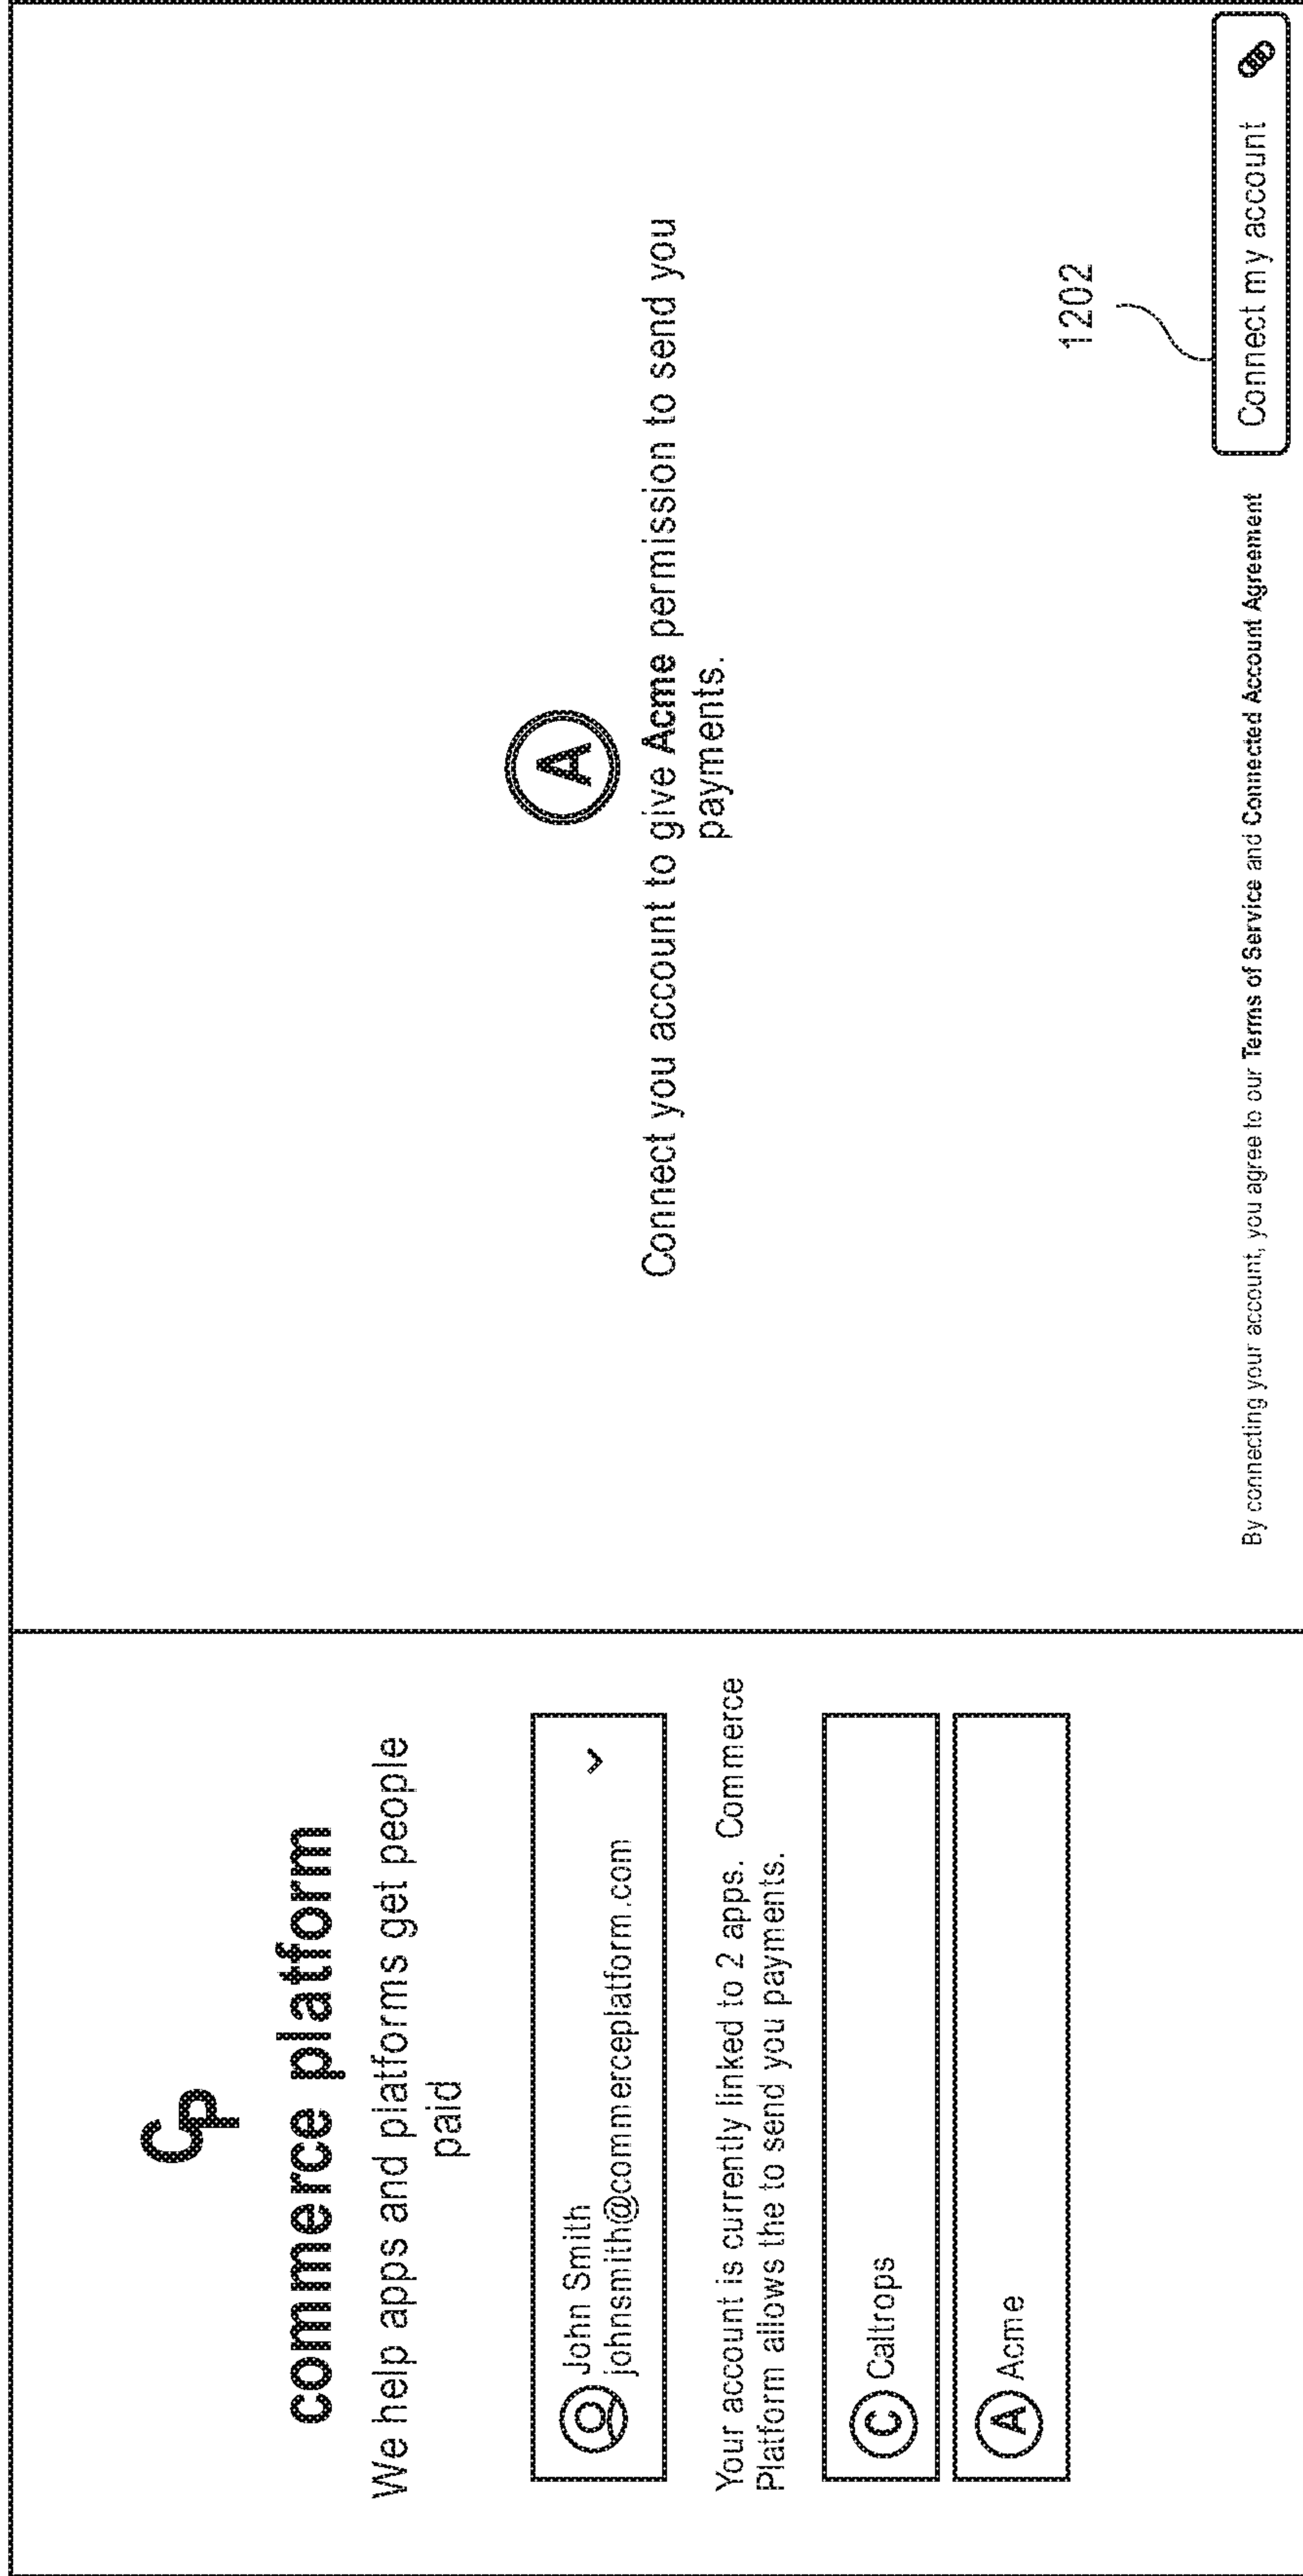 CP
commerce platform
We help apps and platforms get people
paid
John Smith
johnsmith@commerceplatform.com
Your account is currently linked to 2 apps. Commerce
Platform allows the to send you payments.
C Caltrops
A Acme
A
Connect you account to give Acme permission to send you
payments.
1202
By connecting your account, you agree to our Terms of Service and Connected Account Agreement
Connect my account